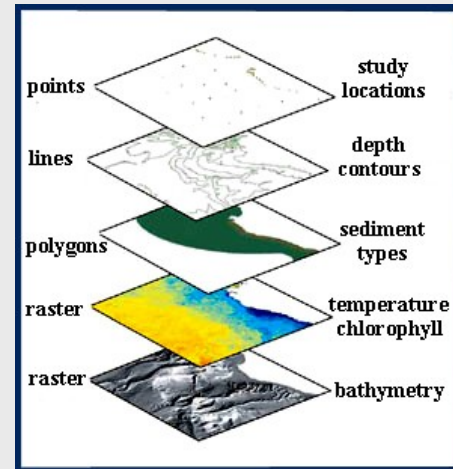 points
study
locations
lines
depth
contours
polygons
sediment
types
raster
temperature
chlorophyll
raster
bathymetry